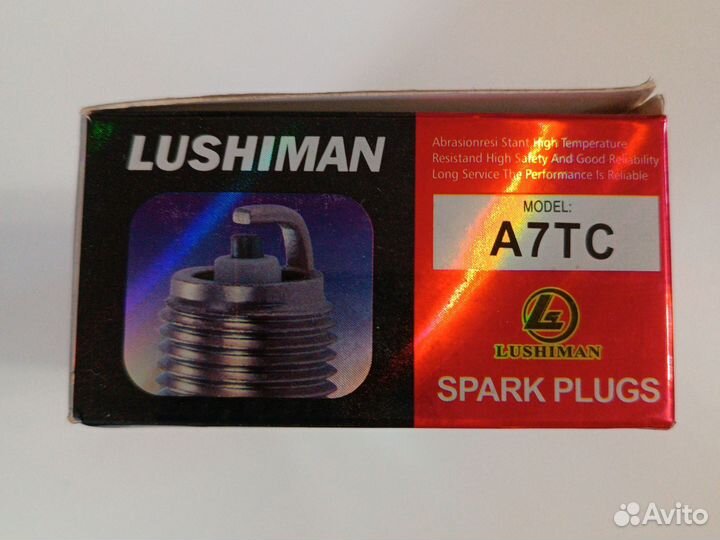 LUSHIMAN
Abrasionresi Stant High Temperature
Resistand High Safety And Good Reliability
Long Service The Performance Is Reliable
MODEL:
A7TC
L
LUSHIMAN
SPARK PLUGS
Avito